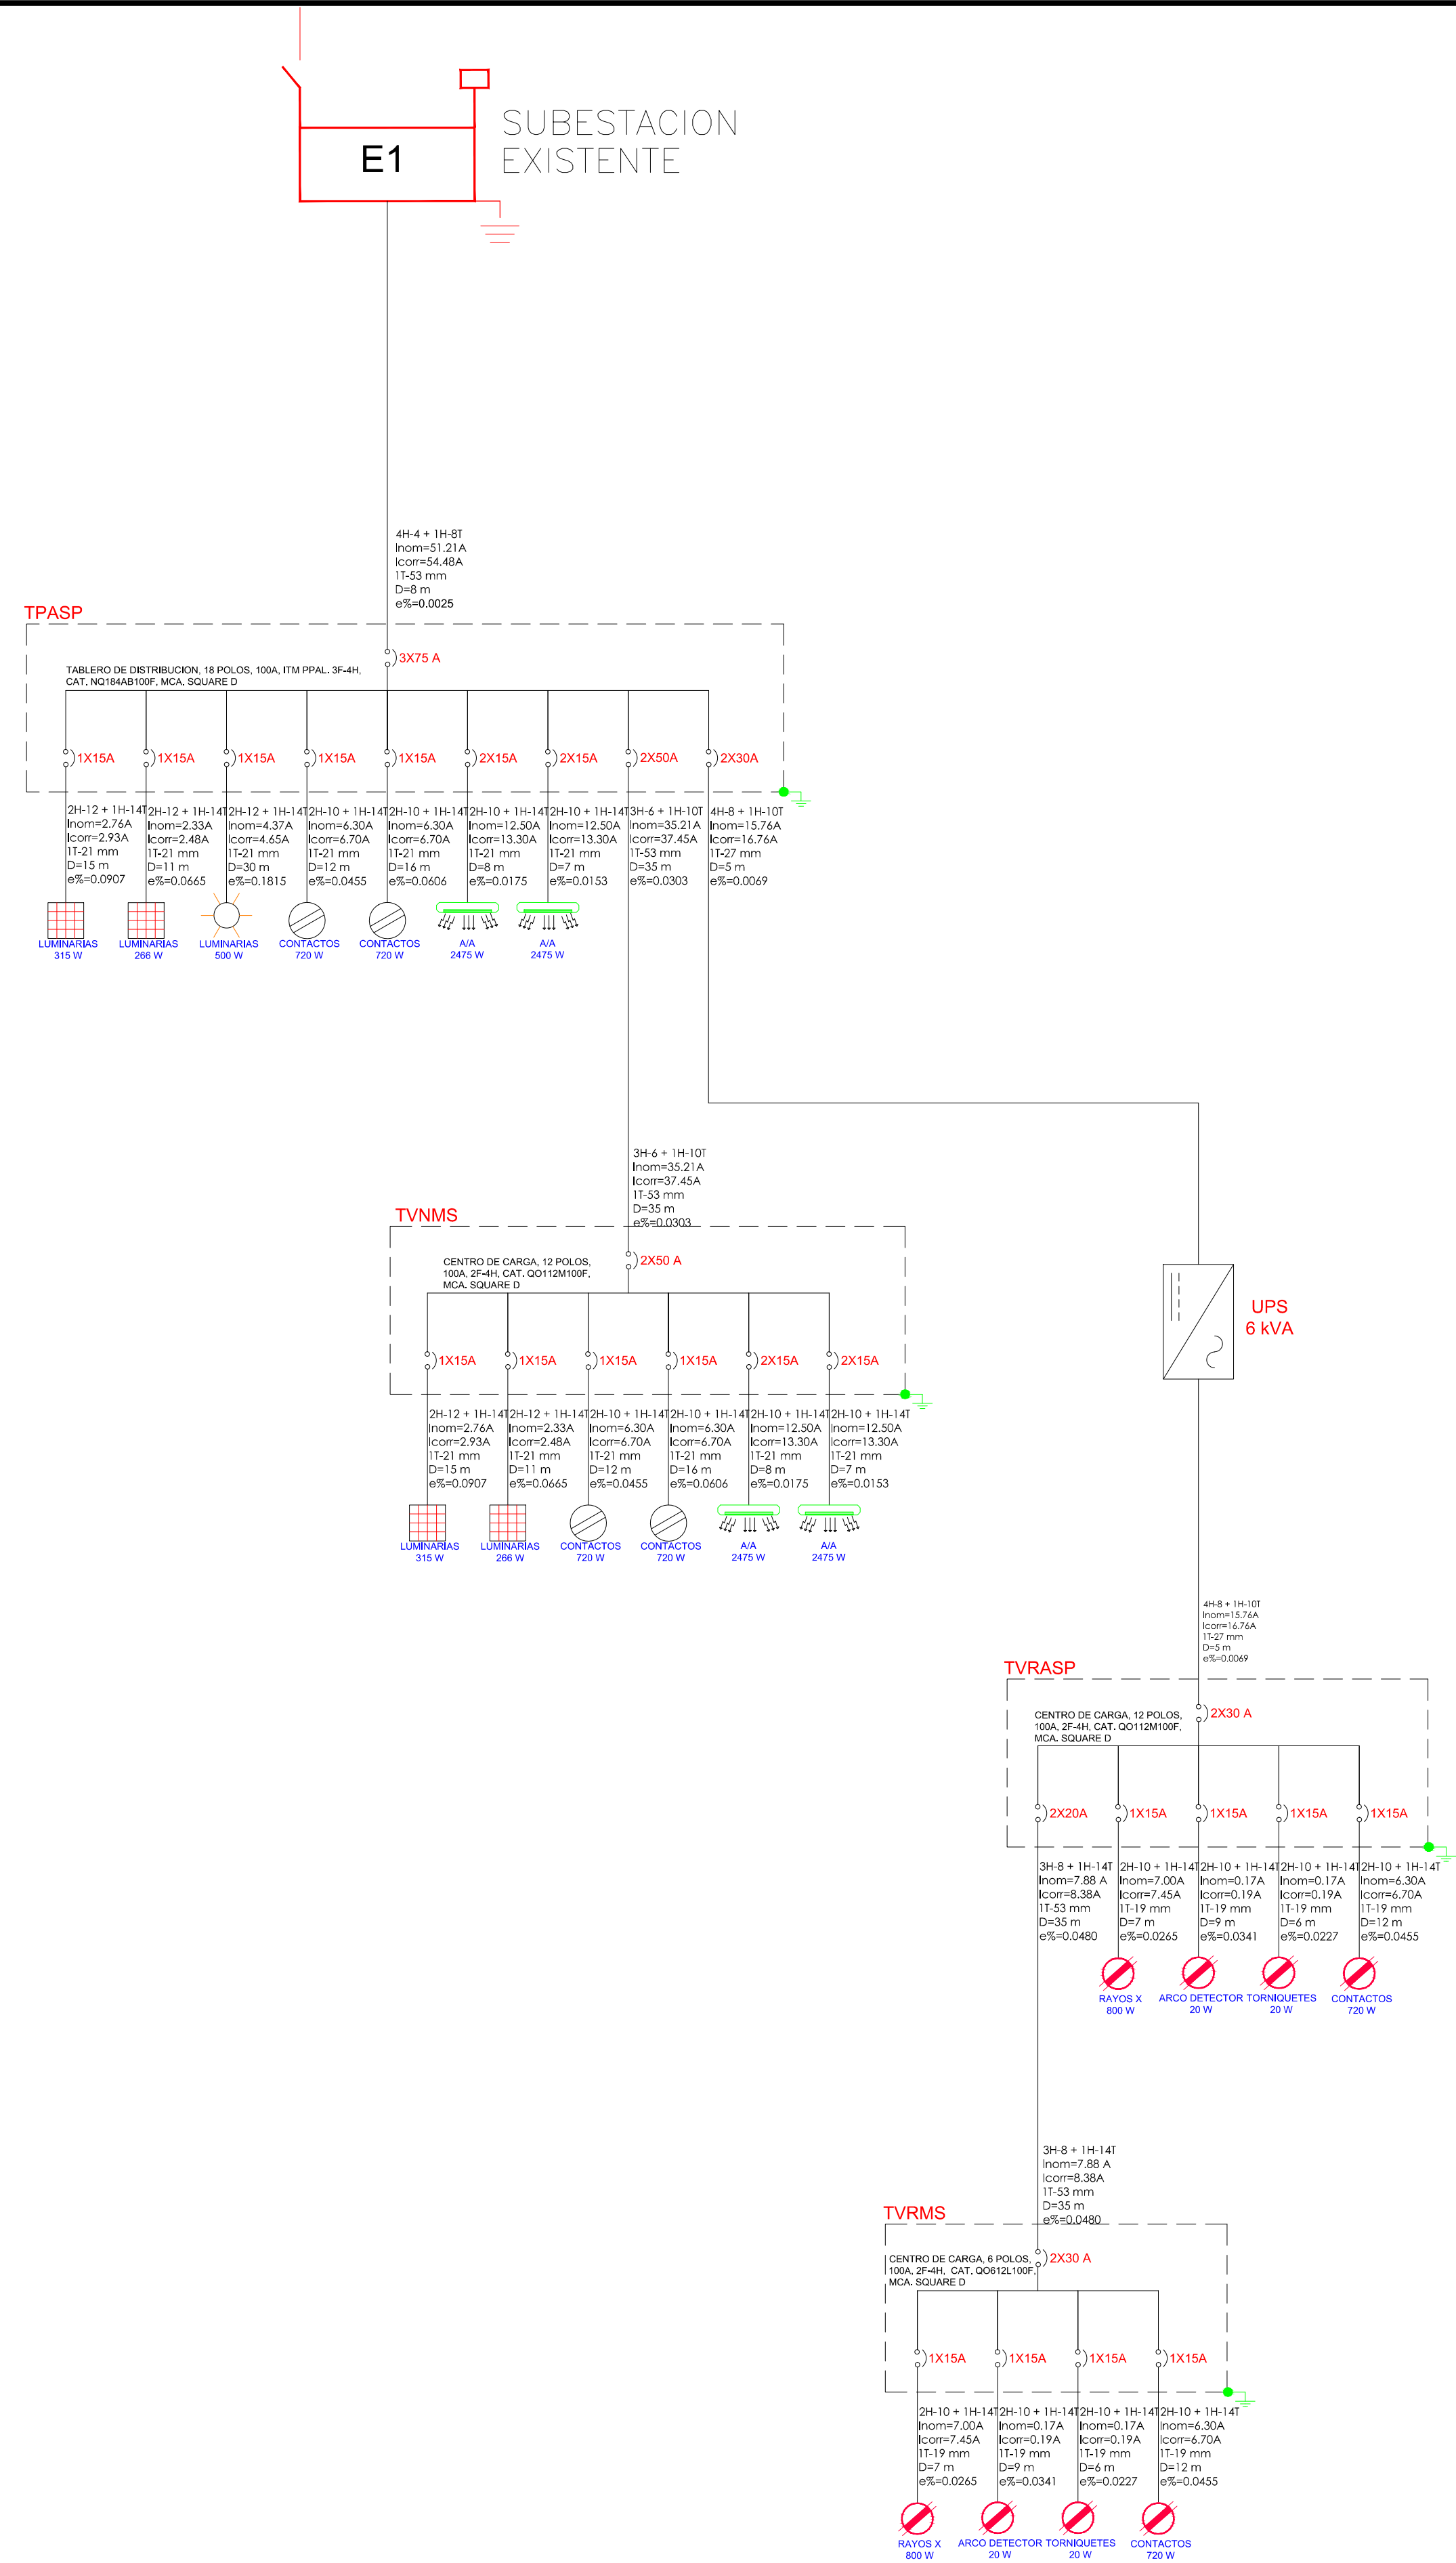 E1
SUBESTACION
EXISTENTE
4H-4 + 1H-8T
Inom=51.21A
Icorr=54.48A
1T-53 mm
D=8 m
e%=0.0025
TPASP
3X75 A
TABLERO DE DISTRIBUCION, 18 POLOS, 100A, ITM PPAL. 3F-4H,
CAT. NQ184AB100F, MCA. SQUARE D
1X15A
1X15A
1X15A
1X15A
1X15A
2X15A
2X15A
2X50A
2X30A
2H-12 + 1H-14T
Inom=2.76A
Icorr=2.93A
1T-21 mm
D=15 m
e%=0.0907
2H-12 + 1H-14T
Inom=2.33A
Icorr=2.48A
1T-21 mm
D=11 m
e%=0.0665
2H-12 + 1H-14T
Inom=4.37A
Icorr=4.65A
1T-21 mm
D=30 m
e%=0.1815
2H-10 + 1H-14T
Inom=6.30A
Icorr=6.70A
1T-21 mm
D=12 m
e%=0.0455
2H-10 + 1H-14T
Inom=6.30A
Icorr=6.70A
1T-21 mm
D=16 m
e%=0.0606
2H-10 + 1H-14T
Inom=12.50A
Icorr=13.30A
1T-21 mm
D=8 m
e%=0.0175
2H-10 + 1H-14T
Inom=12.50A
Icorr=13.30A
1T-21 mm
D=7 m
e%=0.0153
3H-6 + 1H-10T
Inom=35.21A
Icorr=37.45A
1T-53 mm
D=35 m
e%=0.0303
4H-8 + 1H-10T
Inom=15.76A
Icorr=16.76A
1T-27 mm
D=5 m
e%=0.0069
LUMINARIAS
315 W
LUMINARIAS
266 W
LUMINARIAS
500 W
CONTACTOS
720 W
CONTACTOS
720 W
A/A
2475 W
A/A
2475 W
3H-6 + 1H-10T
Inom=35.21A
Icorr=37.45A
1T-53 mm
D=35 m
e%=0.0303
TVNMS
2X50 A
CENTRO DE CARGA, 12 POLOS,
100A, 2F-4H, CAT. QO112M100F,
MCA. SQUARE D
1X15A
1X15A
1X15A
1X15A
2X15A
2X15A
2H-12 + 1H-14T
Inom=2.76A
Icorr=2.93A
1T-21 mm
D=15 m
e%=0.0907
2H-12 + 1H-14T
Inom=2.33A
Icorr=2.48A
1T-21 mm
D=11 m
e%=0.0665
2H-10 + 1H-14T
Inom=6.30A
Icorr=6.70A
1T-21 mm
D=12 m
e%=0.0455
2H-10 + 1H-14T
Inom=6.30A
Icorr=6.70A
1T-21 mm
D=16 m
e%=0.0606
2H-10 + 1H-14T
Inom=12.50A
Icorr=13.30A
1T-21 mm
D=8 m
e%=0.0175
2H-10 + 1H-14T
Inom=12.50A
Icorr=13.30A
1T-21 mm
D=7 m
e%=0.0153
LUMINARIAS
315 W
LUMINARIAS
266 W
CONTACTOS
720 W
CONTACTOS
720 W
A/A
2475 W
A/A
2475 W
UPS
6 kVA
4H-8 + 1H-10T
Inom=15.76A
Icorr=16.76A
1T-27 mm
D=5 m
e%=0.0069
TVRASP
2X30 A
CENTRO DE CARGA, 12 POLOS,
100A, 2F-4H, CAT. QO112M100F,
MCA. SQUARE D
2X20A
1X15A
1X15A
1X15A
1X15A
3H-8 + 1H-14T
Inom=7.88 A
Icorr=8.38A
1T-53 mm
D=35 m
e%=0.0480
2H-10 + 1H-14T
Inom=7.00A
Icorr=7.45A
1T-19 mm
D=7 m
e%=0.0265
2H-10 + 1H-14T
Inom=0.17A
Icorr=0.19A
1T-19 mm
D=9 m
e%=0.0341
2H-10 + 1H-14T
Inom=0.17A
Icorr=0.19A
1T-19 mm
D=6 m
e%=0.0227
2H-10 + 1H-14T
Inom=6.30A
Icorr=6.70A
1T-19 mm
D=12 m
e%=0.0455
RAYOS X
800 W
ARCO DETECTOR
20 W
TORNIQUETES
20 W
CONTACTOS
720 W
3H-8 + 1H-14T
Inom=7.88 A
Icorr=8.38A
1T-53 mm
D=35 m
e%=0.0480
TVRMS
2X30 A
CENTRO DE CARGA, 6 POLOS,
100A, 2F-4H, CAT. QO612L100F,
MCA. SQUARE D
1X15A
1X15A
1X15A
1X15A
2H-10 + 1H-14T
Inom=7.00A
Icorr=7.45A
1T-19 mm
D=7 m
e%=0.0265
2H-10 + 1H-14T
Inom=0.17A
Icorr=0.19A
1T-19 mm
D=9 m
e%=0.0341
2H-10 + 1H-14T
Inom=0.17A
Icorr=0.19A
1T-19 mm
D=6 m
e%=0.0227
2H-10 + 1H-14T
Inom=6.30A
Icorr=6.70A
1T-19 mm
D=12 m
e%=0.0455
RAYOS X
800 W
ARCO DETECTOR
20 W
TORNIQUETES
20 W
CONTACTOS
720 W